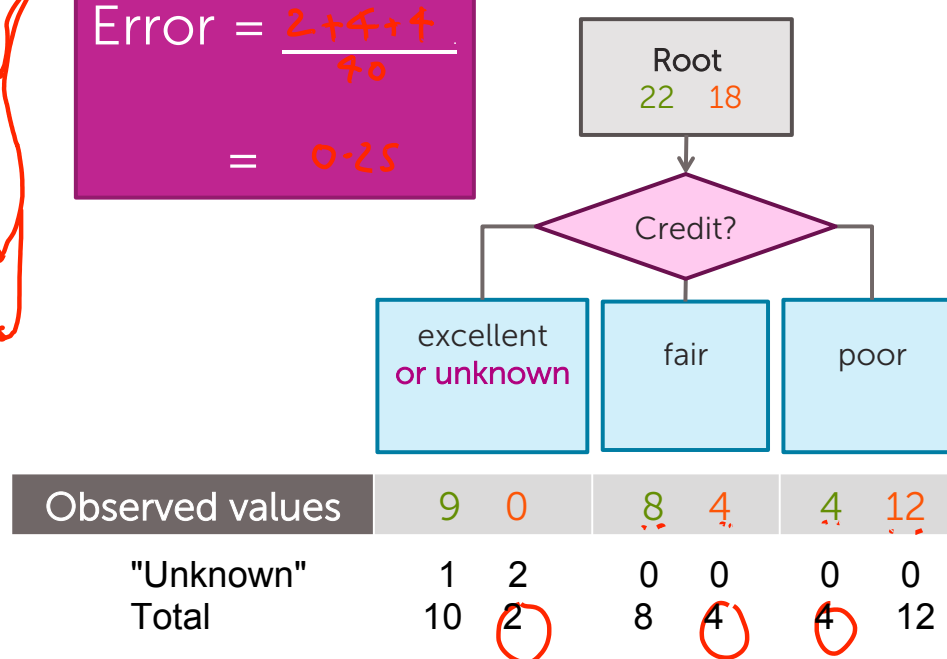 Error = 2+4+4
40
= 0.25
Root
22 18
Credit?
excellent
or unknown
fair
poor
Observed values 9 0 8 4 4 12
"Unknown" 1 2 0 0 0 0
Total 10 2 8 4 4 12